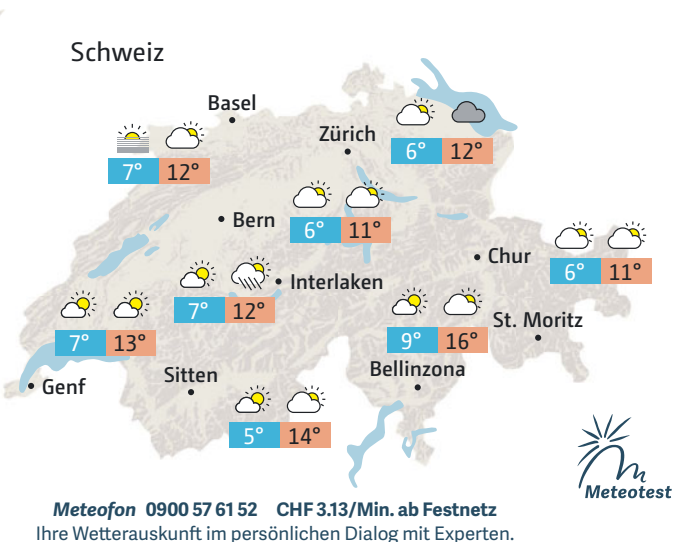 Schweiz
Basel
Zürich
7° 12°
6° 12°
Bern
6° 11°
Chur
6° 11°
Interlaken
7° 12°
7° 13°
9° 16°
St. Moritz
Genf
Sitten
Bellinzona
5° 14°
Meteotest
Meteofon 0900 57 61 52 CHF 3.13/Min. ab Festnetz
Ihre Wetterauskunft im persönlichen Dialog mit Experten.